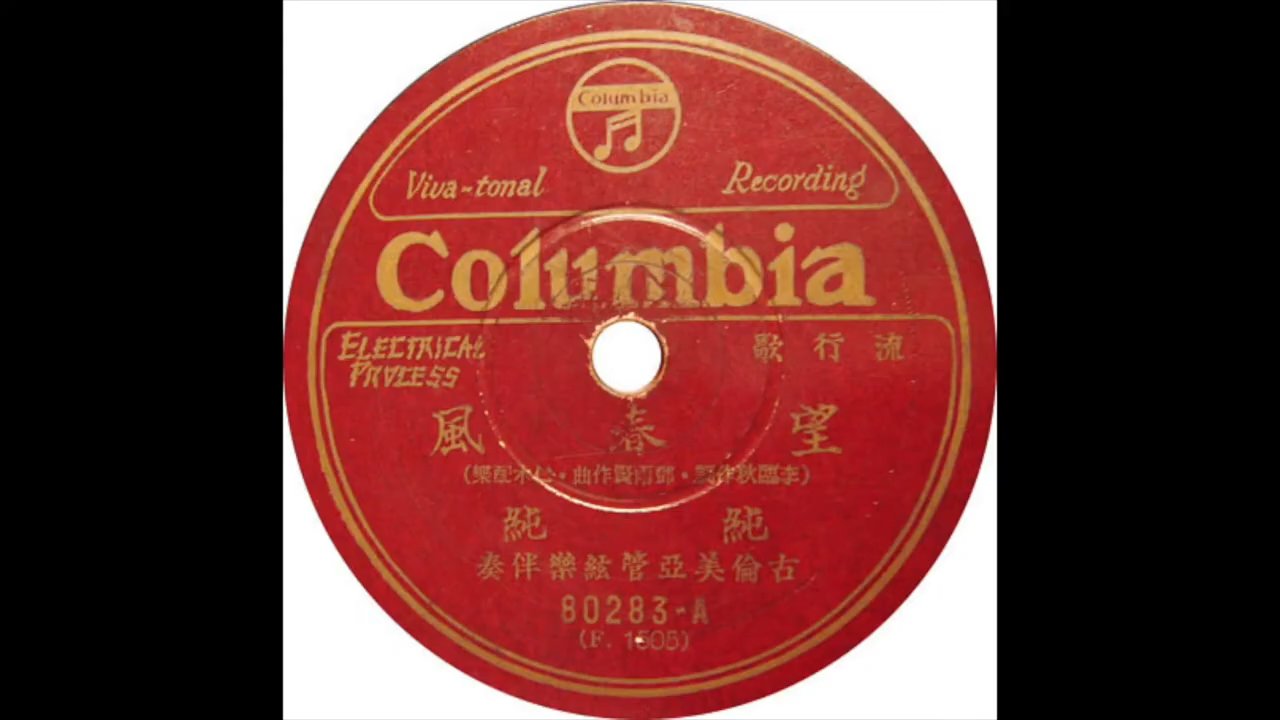 Columbia
Viva-tonal Recording
Columbia
ELECTRICAL
PROCESS
流行歌
望春風
(李臨秋作詞・鄧雨賢作曲・仁木配樂)
純純
古倫美亞管絃樂伴奏
80283-A
(F. 1505)